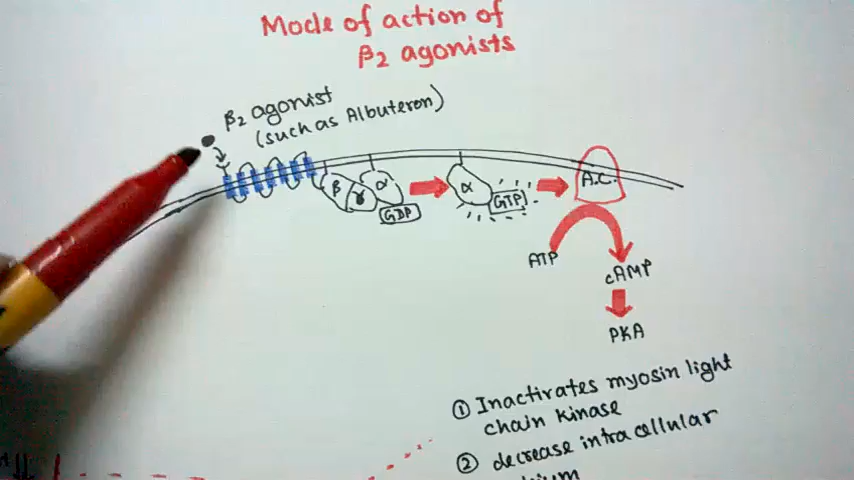 Mode of action of
β2 agonists
β2 agonist
(such as Albuteron)
β γ α GDP
α GTP
A.C.
ATP
cAMP
PKA
① Inactivates myosin light
chain kinase
② decrease intracellular